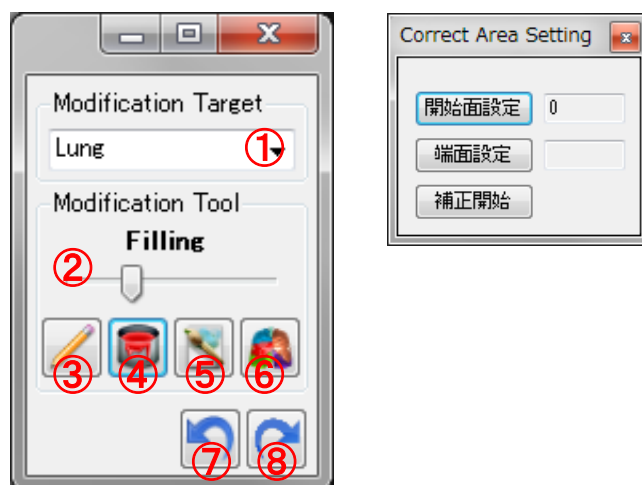 Modification Target
Lung
①
Modification Tool
Filling
②
③ ④ ⑤ ⑥
⑦ ⑧
Correct Area Setting
開始面設定 0
端面設定
補正開始